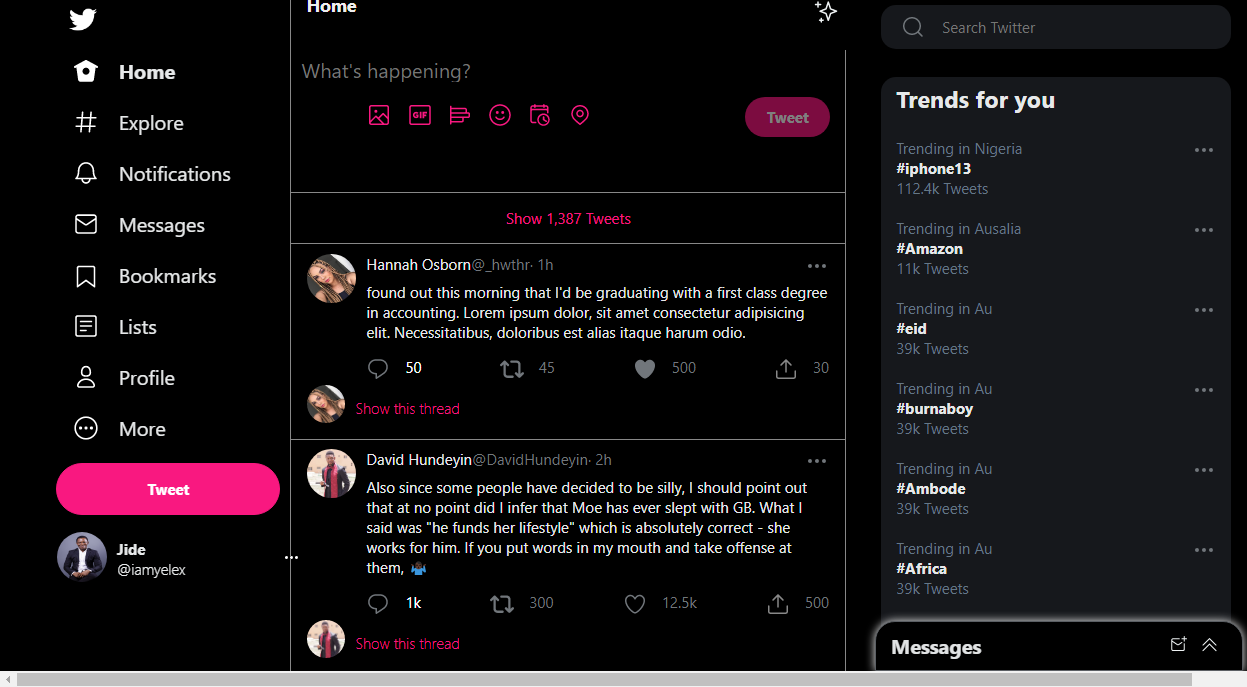 Home
Explore
Notifications
Messages
Bookmarks
Lists
Profile
More
Tweet
Jide
@iamyelex
Home
What's happening?
GIF
Tweet
Show 1,387 Tweets
Hannah Osborn@_hwthr· 1h
found out this morning that I'd be graduating with a first class degree
in accounting. Lorem ipsum dolor, sit amet consectetur adipisicing
elit. Necessitatibus, doloribus est alias itaque harum odio.
50 45 500 30
Show this thread
David Hundeyin@DavidHundeyin· 2h
Also since some people have decided to be silly, I should point out
that at no point did I infer that Moe has ever slept with GB. What I
said was "he funds her lifestyle" which is absolutely correct - she
works for him. If you put words in my mouth and take offense at
them, 🤷🏾‍♂️
1k 300 12.5k 500
Show this thread
Search Twitter
Trends for you
Trending in Nigeria
#iphone13
112.4k Tweets
Trending in Ausalia
#Amazon
11k Tweets
Trending in Au
#eid
39k Tweets
Trending in Au
#burnaboy
39k Tweets
Trending in Au
#Ambode
39k Tweets
Trending in Au
#Africa
39k Tweets
Messages